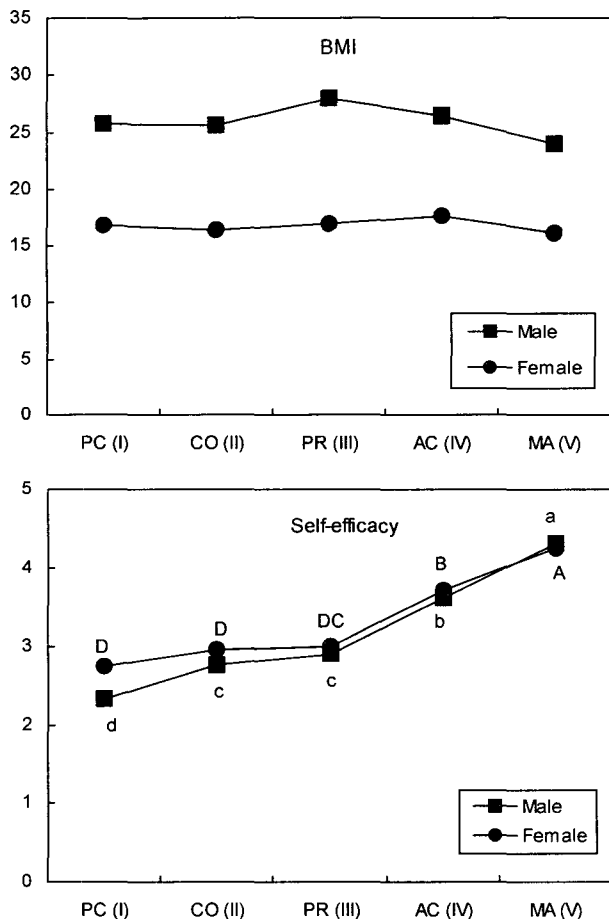 35
BMI
30
25
20
15
10
5
0
Male
Female
PC (I) CO (II) PR (III) AC (IV) MA (V)
5
Self-efficacy
a
4
B
A
b
3
D D DC
c c
d
2
1
0
Male
Female
PC (I) CO (II) PR (III) AC (IV) MA (V)